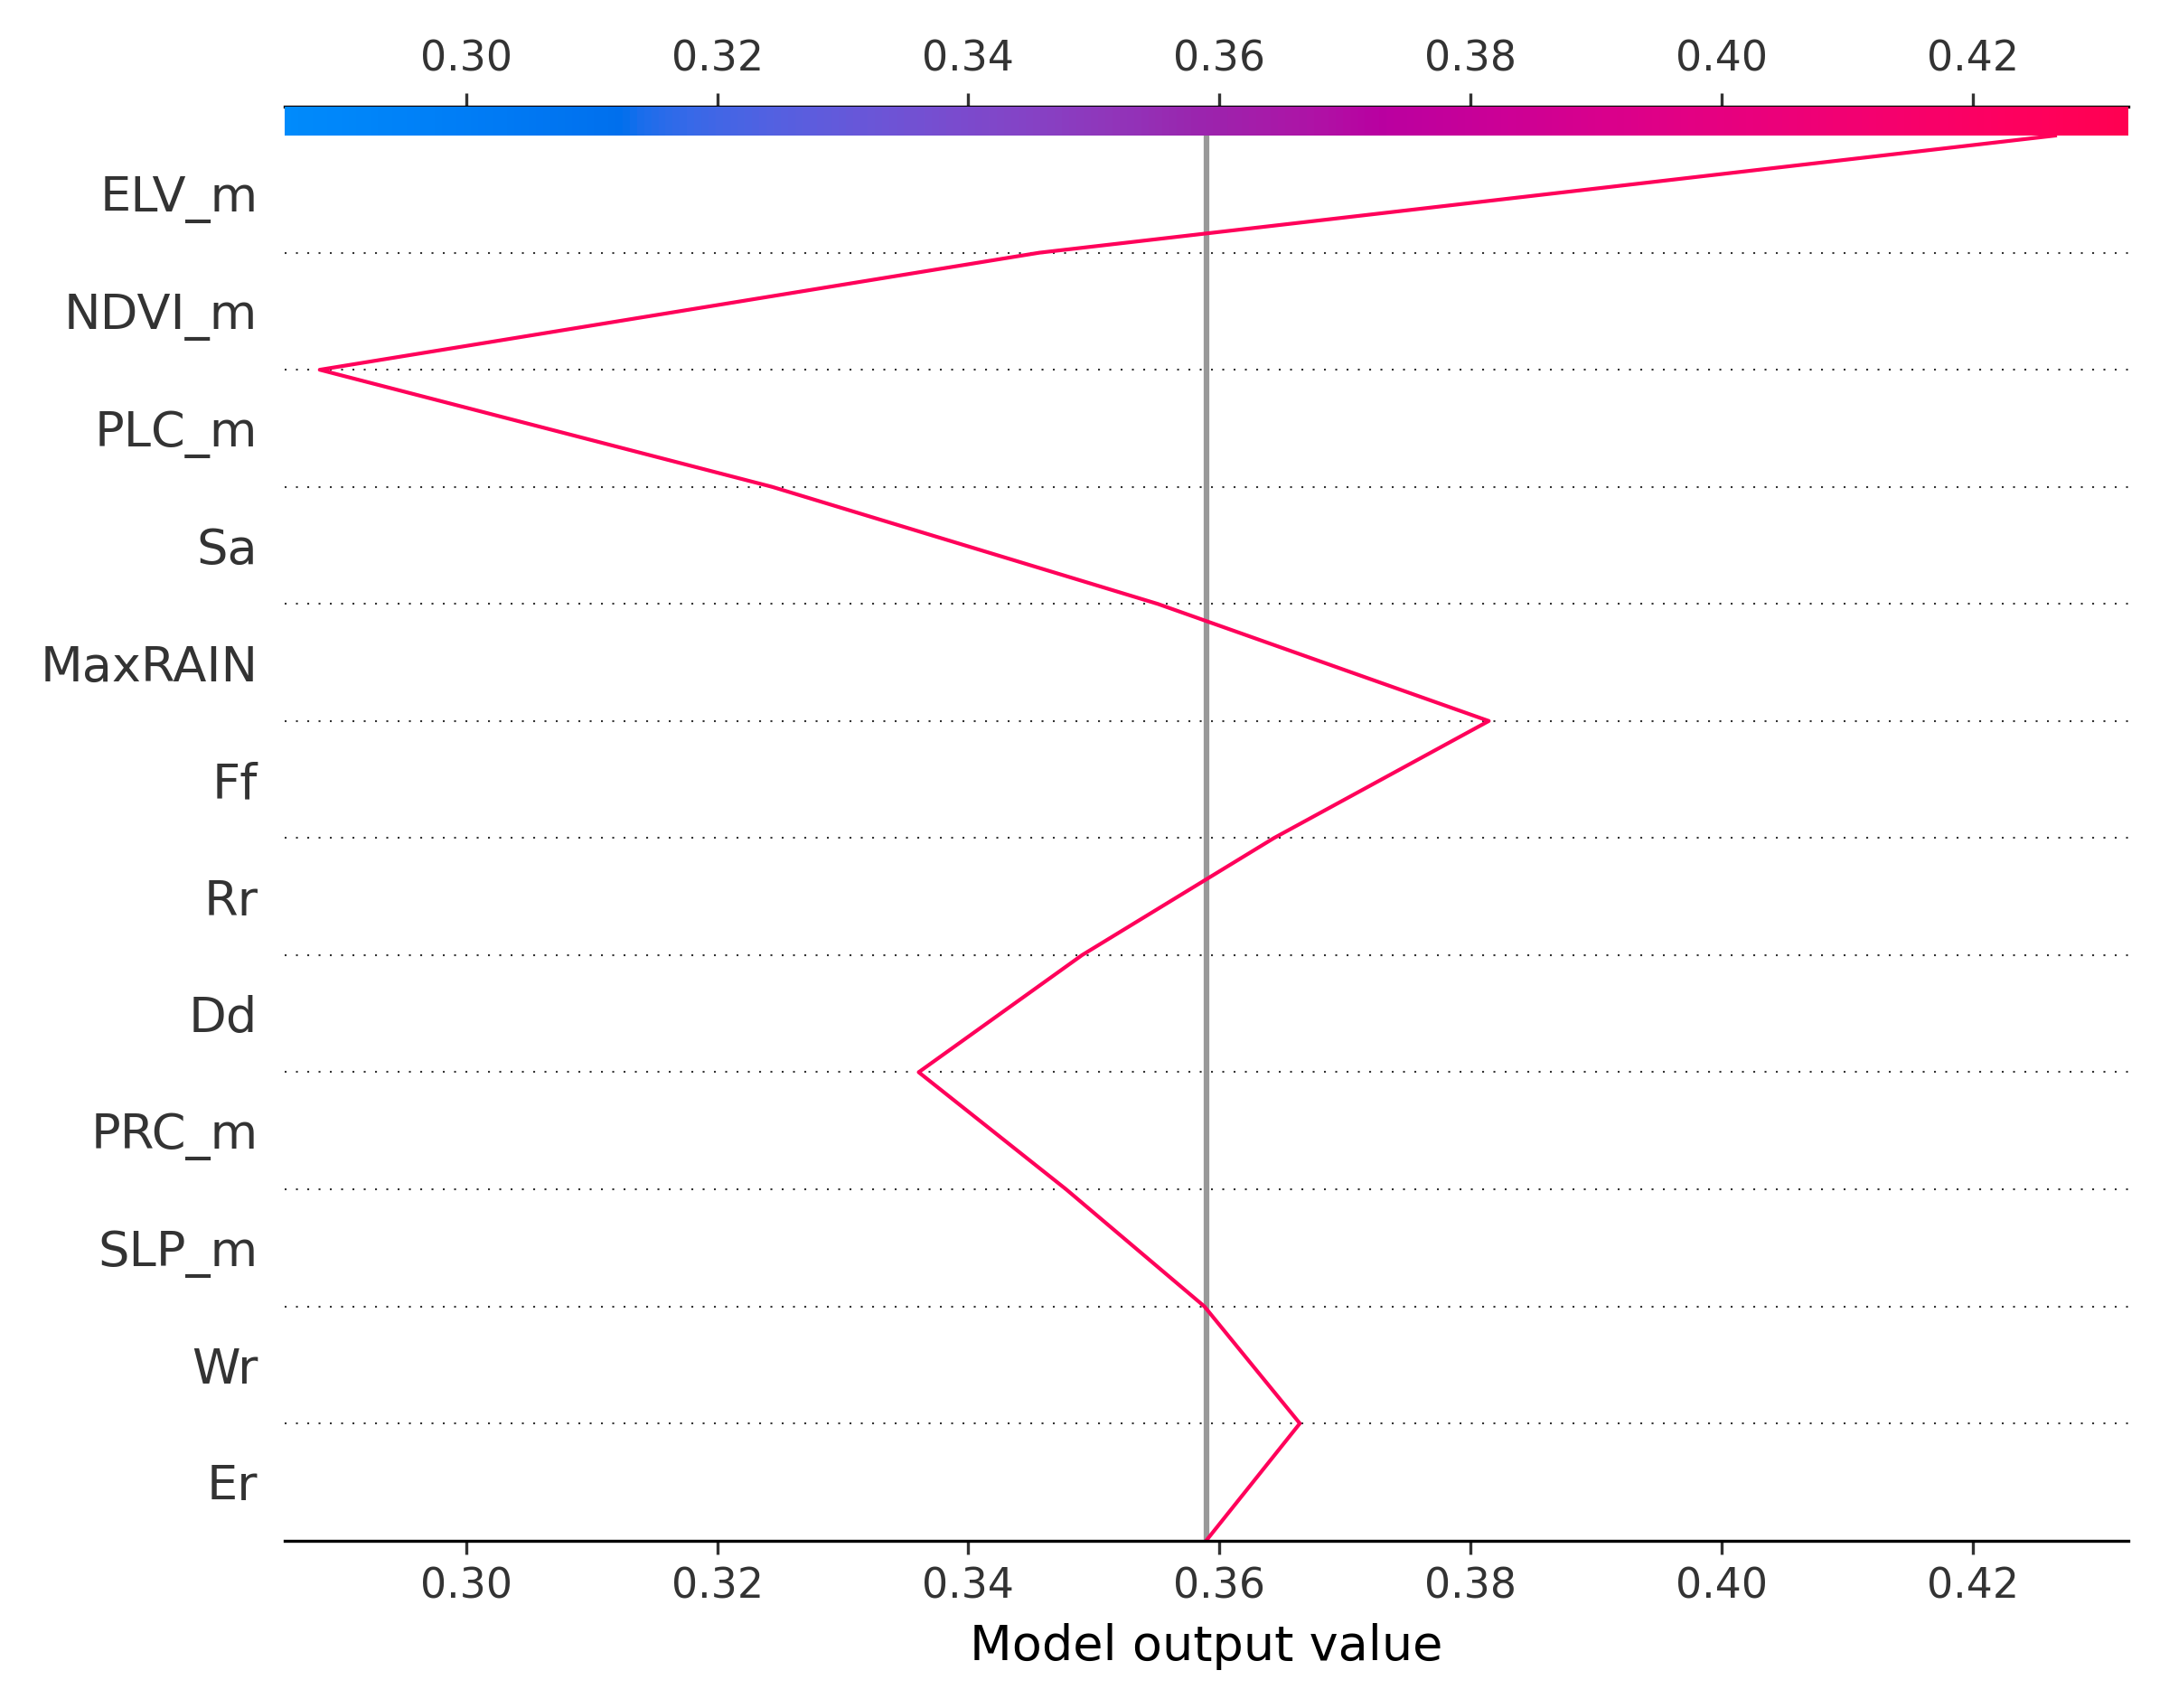 0.30 0.32 0.34 0.36 0.38 0.40 0.42
ELV_m
NDVI_m
PLC_m
Sa
MaxRAIN
Ff
Rr
Dd
PRC_m
SLP_m
Wr
Er
0.30 0.32 0.34 0.36 0.38 0.40 0.42
Model output value